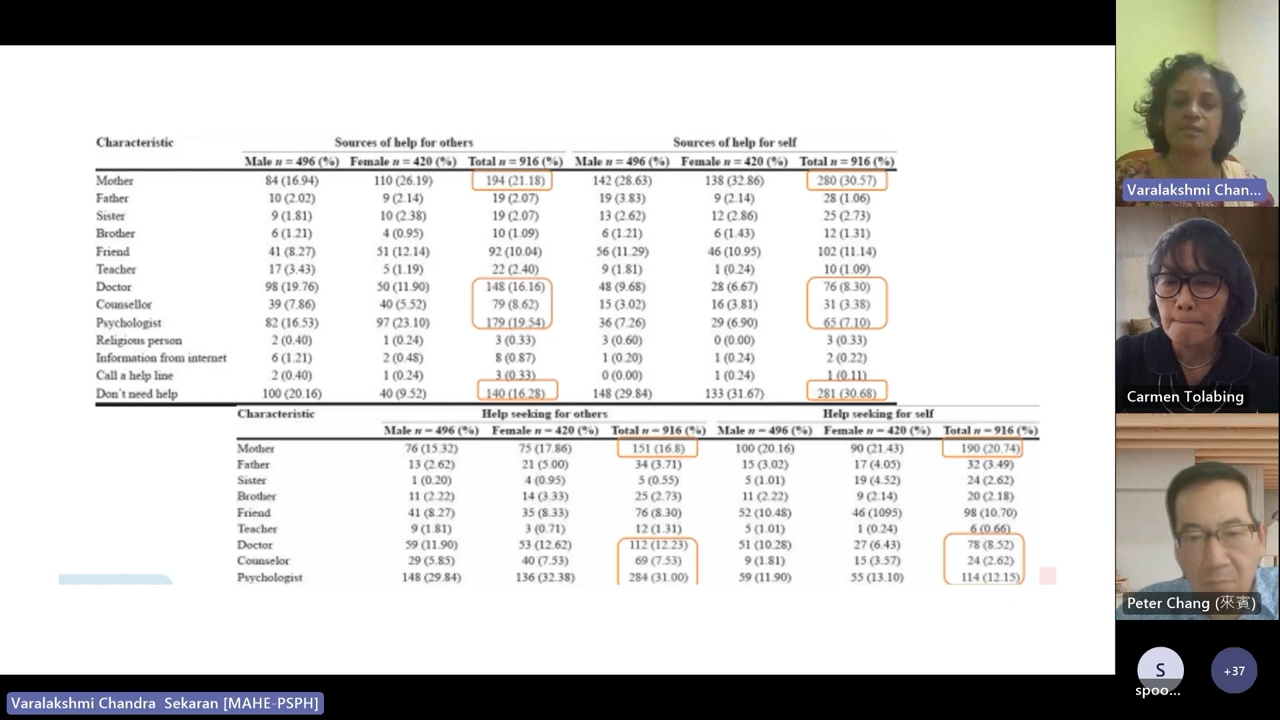 Characteristic Sources of help for others Sources of help for self
Male n = 496 (%) Female n = 420 (%) Total n = 916 (%) Male n = 496 (%) Female n = 420 (%) Total n = 916 (%)
Mother 84 (16.94) 110 (26.19) 194 (21.18) 142 (28.63) 138 (32.86) 280 (30.57)
Father 10 (2.02) 9 (2.14) 19 (2.07) 19 (3.83) 9 (2.14) 28 (1.06)
Sister 9 (1.81) 10 (2.38) 19 (2.07) 13 (2.62) 12 (2.86) 25 (2.73)
Brother 6 (1.21) 4 (0.95) 10 (1.09) 6 (1.21) 6 (1.43) 12 (1.31)
Friend 41 (8.27) 51 (12.14) 92 (10.04) 56 (11.29) 46 (10.95) 102 (11.14)
Teacher 17 (3.43) 5 (1.19) 22 (2.40) 9 (1.81) 1 (0.24) 10 (1.09)
Doctor 98 (19.76) 50 (11.90) 148 (16.16) 48 (9.68) 28 (6.67) 76 (8.30)
Counsellor 39 (7.86) 40 (5.52) 79 (8.62) 15 (3.02) 16 (3.81) 31 (3.38)
Psychologist 82 (16.53) 97 (23.10) 179 (19.54) 36 (7.26) 29 (6.90) 65 (7.10)
Religious person 2 (0.40) 1 (0.24) 3 (0.33) 3 (0.60) 0 (0.00) 3 (0.33)
Information from internet 6 (1.21) 2 (0.48) 8 (0.87) 1 (0.20) 1 (0.24) 2 (0.22)
Call a help line 2 (0.40) 1 (0.24) 3 (0.33) 0 (0.00) 1 (0.24) 1 (0.11)
Don't need help 100 (20.16) 40 (9.52) 140 (16.28) 148 (29.84) 133 (31.67) 281 (30.68)
Characteristic Help seeking for others Help seeking for self
Male n = 496 (%) Female n = 420 (%) Total n = 916 (%) Male n = 496 (%) Female n = 420 (%) Total n = 916 (%)
Mother 76 (15.32) 75 (17.86) 151 (16.8) 100 (20.16) 90 (21.43) 190 (20.74)
Father 13 (2.62) 21 (5.00) 34 (3.71) 15 (3.02) 17 (4.05) 32 (3.49)
Sister 1 (0.20) 4 (0.95) 5 (0.55) 5 (1.01) 19 (4.52) 24 (2.62)
Brother 11 (2.22) 14 (3.33) 25 (2.73) 11 (2.22) 9 (2.14) 20 (2.18)
Friend 41 (8.27) 35 (8.33) 76 (8.30) 52 (10.48) 46 (1095) 98 (10.70)
Teacher 9 (1.81) 3 (0.71) 12 (1.31) 5 (1.01) 1 (0.24) 6 (0.66)
Doctor 59 (11.90) 53 (12.62) 112 (12.23) 51 (10.28) 27 (6.43) 78 (8.52)
Counselor 29 (5.85) 40 (7.53) 69 (7.53) 9 (1.81) 15 (3.57) 24 (2.62)
Psychologist 148 (29.84) 136 (32.38) 284 (31.00) 59 (11.90) 55 (13.10) 114 (12.15)
Varalakshmi Chan...
Carmen Tolabing
Peter Chang (來賓)
S
spoo...
+37
Varalakshmi Chandra Sekaran [MAHE-PSPH]